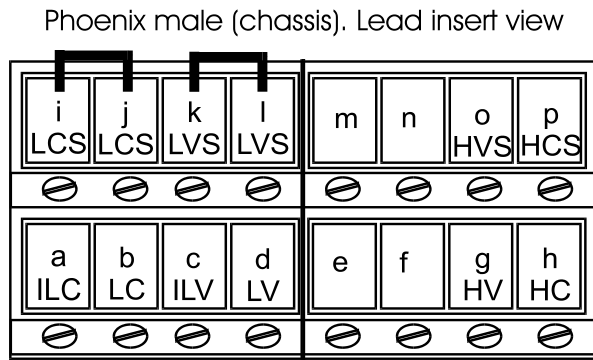 Phoenix male (chassis). Lead insert view
i j k l m n o p
LCS LCS LVS LVS HVS HCS
a b c d e f g h
ILC LC ILV LV HV HC